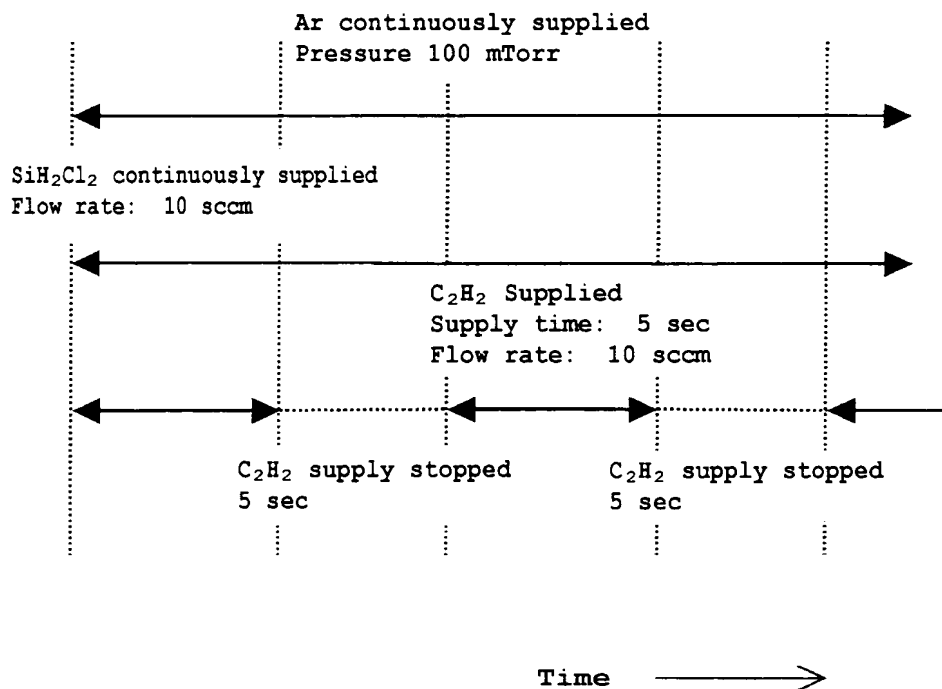 Ar continuously supplied
Pressure 100 mTorr
SiH₂Cl₂ continuously supplied
Flow rate: 10 sccm
C₂H₂ Supplied
Supply time: 5 sec
Flow rate: 10 sccm
C₂H₂ supply stopped
5 sec
C₂H₂ supply stopped
5 sec
Time